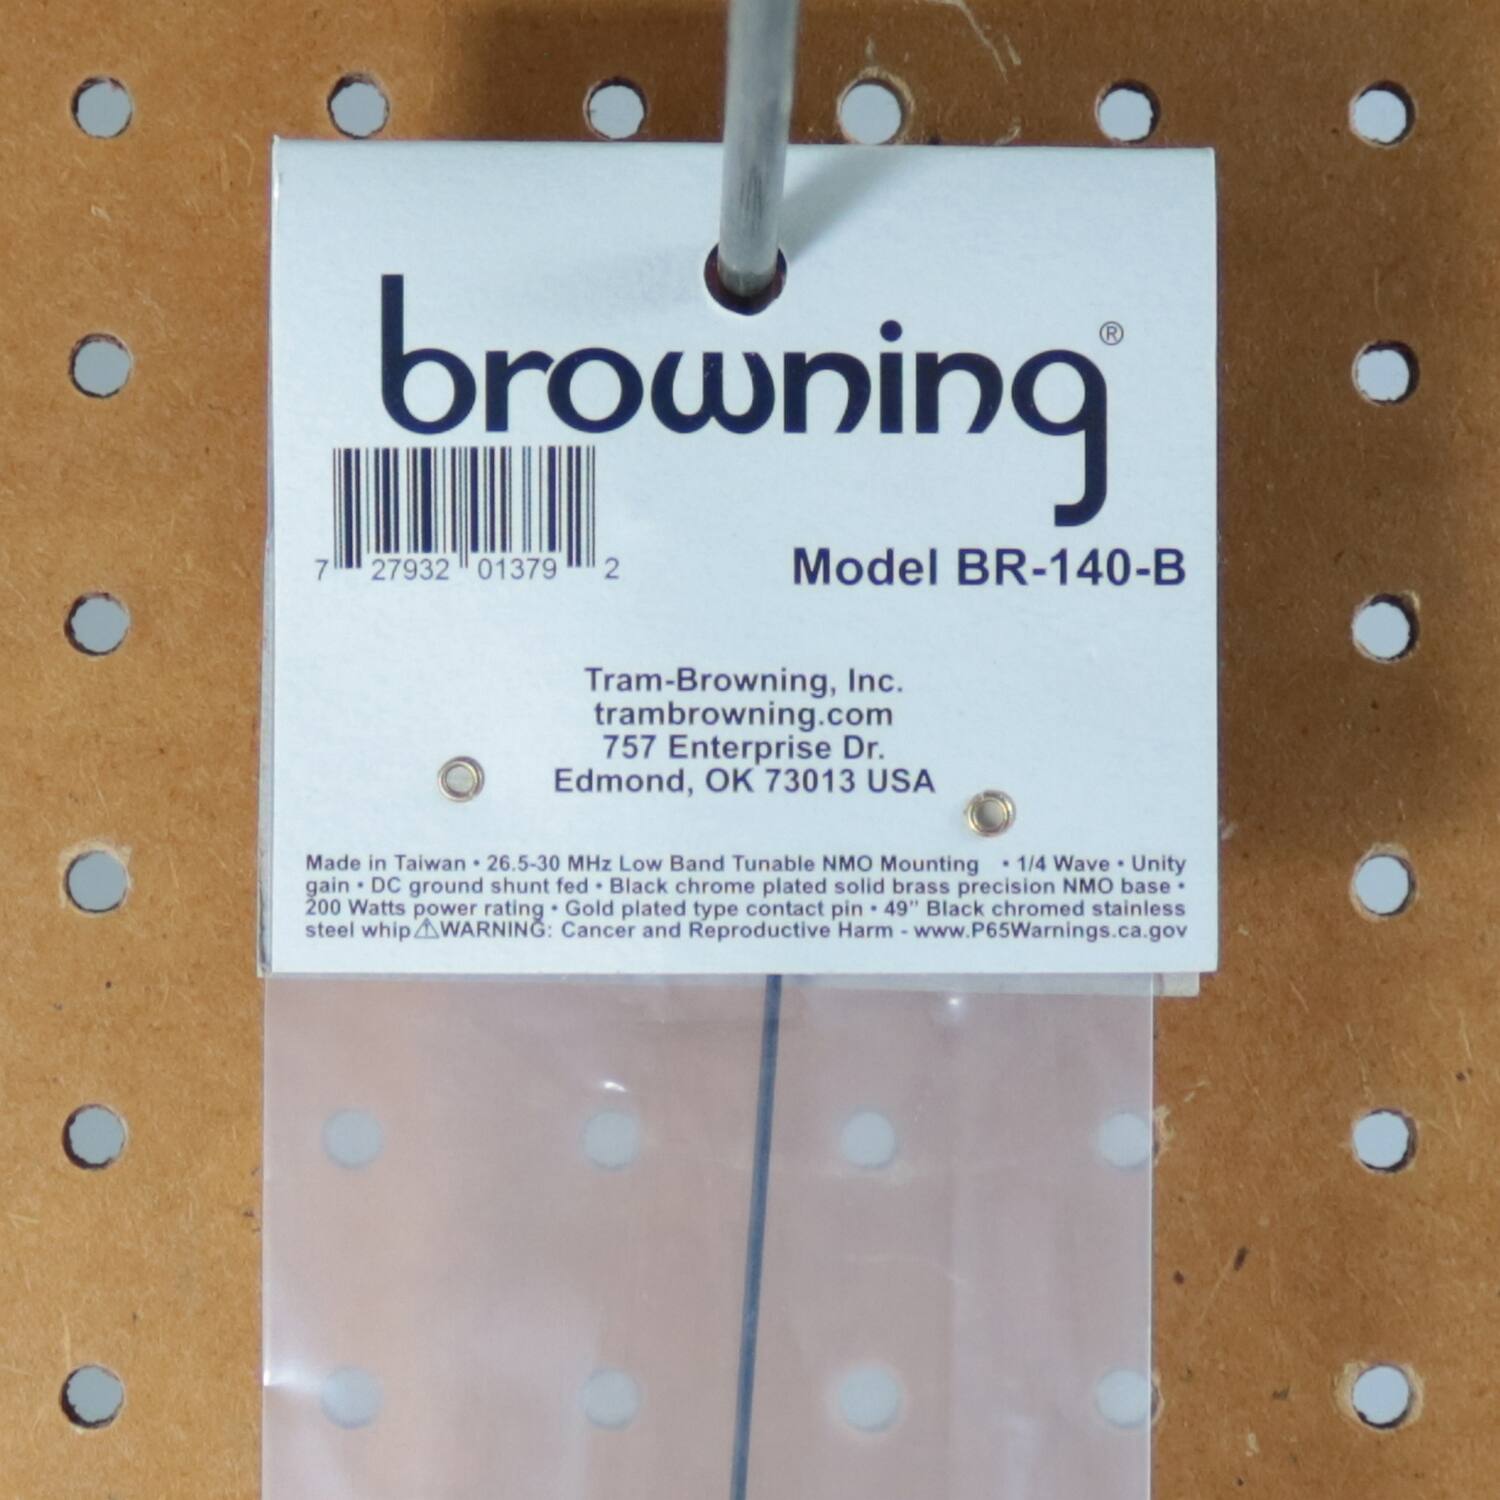 browning®
7 27932 01379 2
Model BR-140-B
Tram-Browning, Inc.
trambrowning.com
757 Enterprise Dr.
Edmond, OK 73013 USA
Made in Taiwan • 26.5-30 MHz Low Band Tunable NMO Mounting • 1/4 Wave • Unity
gain • DC ground shunt fed • Black chrome plated solid brass precision NMO base •
200 Watts power rating • Gold plated type contact pin • 49" Black chromed stainless
steel whip⚠WARNING: Cancer and Reproductive Harm - www.P65Warnings.ca.gov